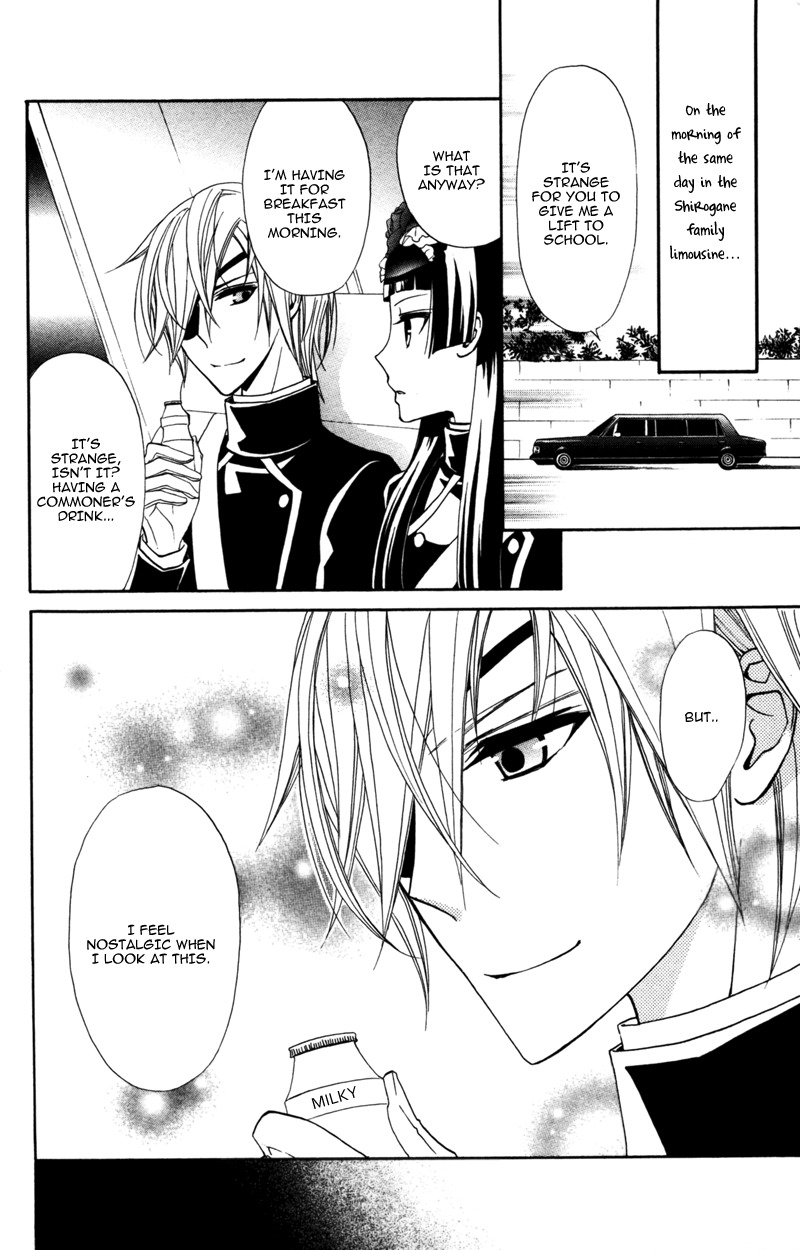 On the
morning of
the same
day in the
Shirogane
family
limousine...
IT'S
STRANGE
FOR YOU TO
GIVE ME A
LIFT TO
SCHOOL.
WHAT
IS THAT
ANYWAY?
I'M HAVING
IT FOR
BREAKFAST
THIS
MORNING.
IT'S
STRANGE,
ISN'T IT?
HAVING A
COMMONER'S
DRINK...
BUT..
I FEEL
NOSTALGIC WHEN
I LOOK AT THIS.
MILKY